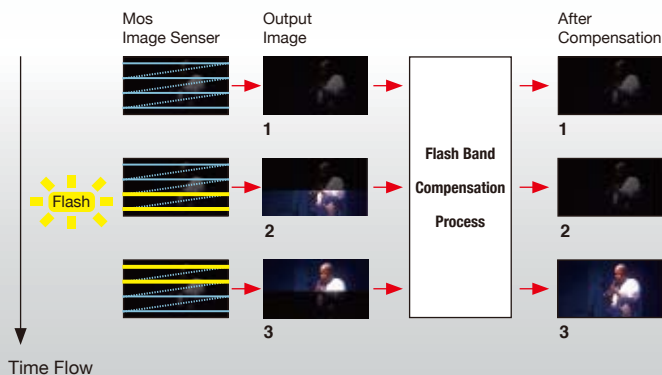 Mos
Image Senser
Output
Image
After
Compensation
1
1
Flash Band
Compensation
Process
Flash
2
2
3
3
Time Flow